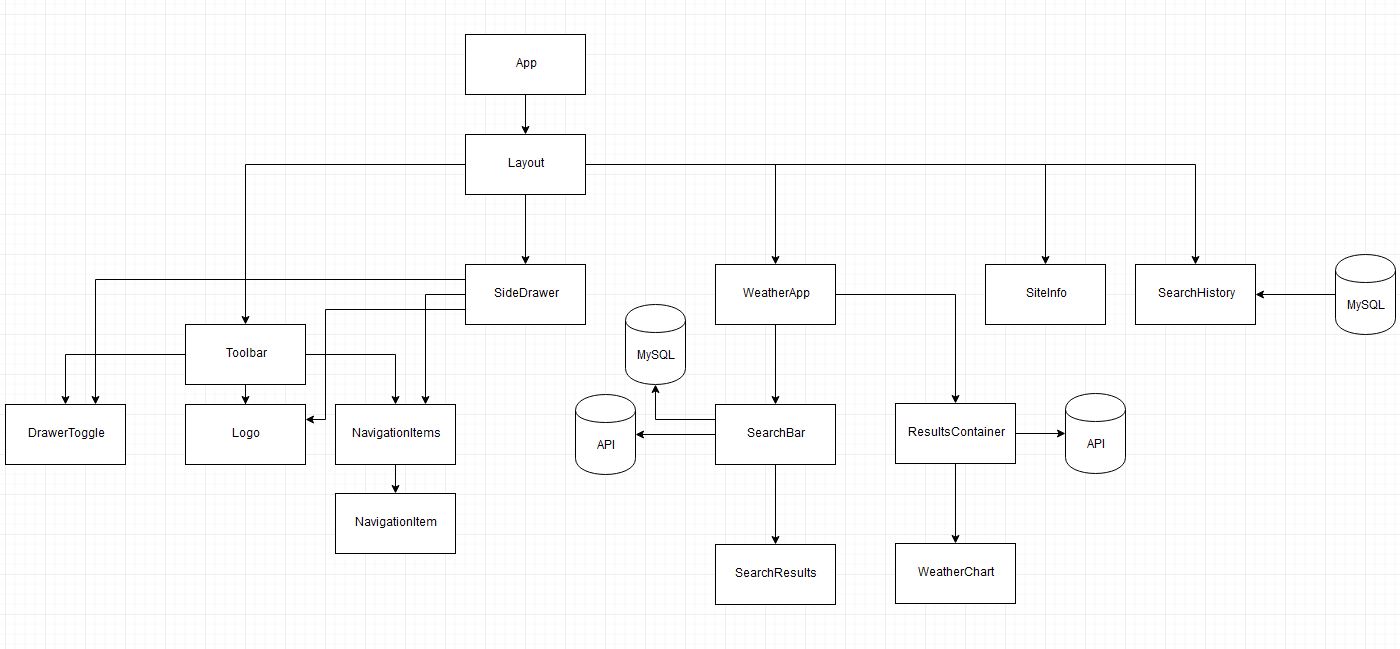 App
Layout
SideDrawer
WeatherApp
SiteInfo
SearchHistory
MySQL
Toolbar
MySQL
DrawerToggle
Logo
NavigationItems
API
SearchBar
ResultsContainer
API
NavigationItem
SearchResults
WeatherChart